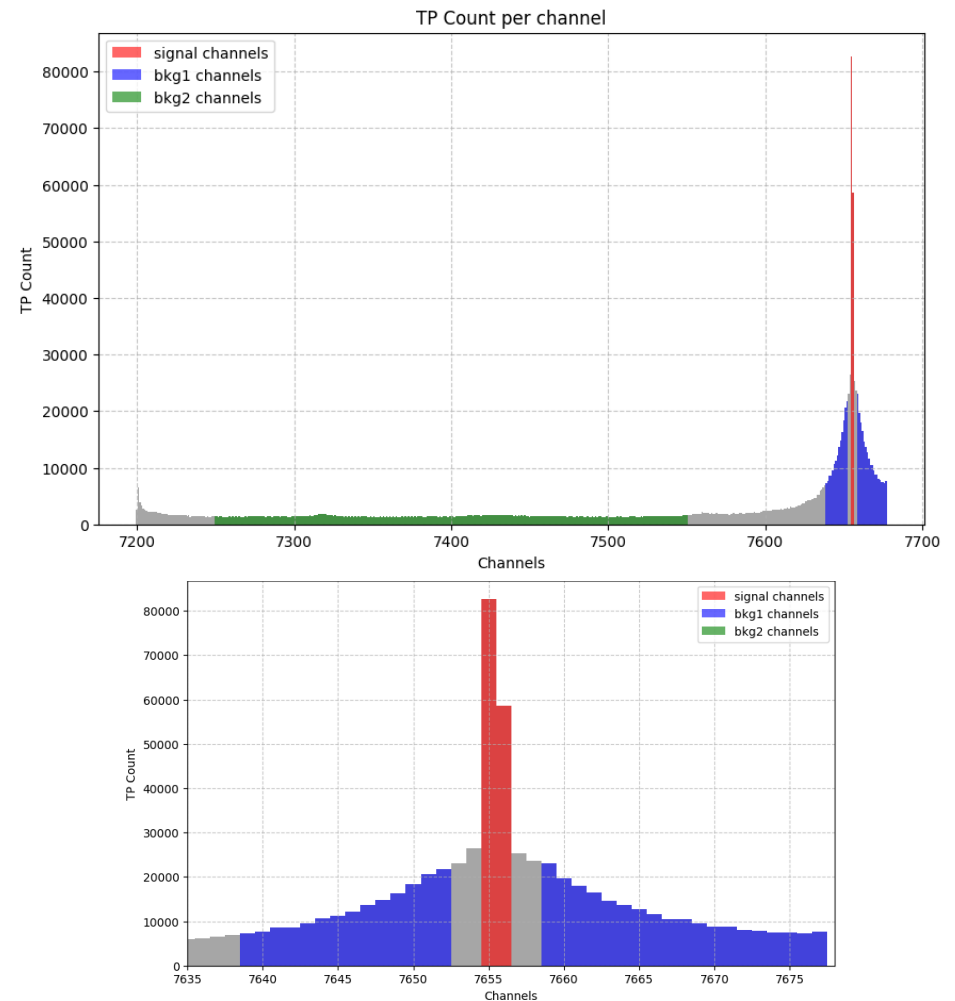 TP Count per channel
signal channels
bkg1 channels
bkg2 channels
80000
70000
60000
50000
40000
30000
20000
10000
0
TP Count
7200 7300 7400 7500 7600 7700
Channels
signal channels
bkg1 channels
bkg2 channels
80000
70000
60000
50000
40000
30000
20000
10000
0
TP Count
7635 7640 7645 7650 7655 7660 7665 7670 7675
Channels